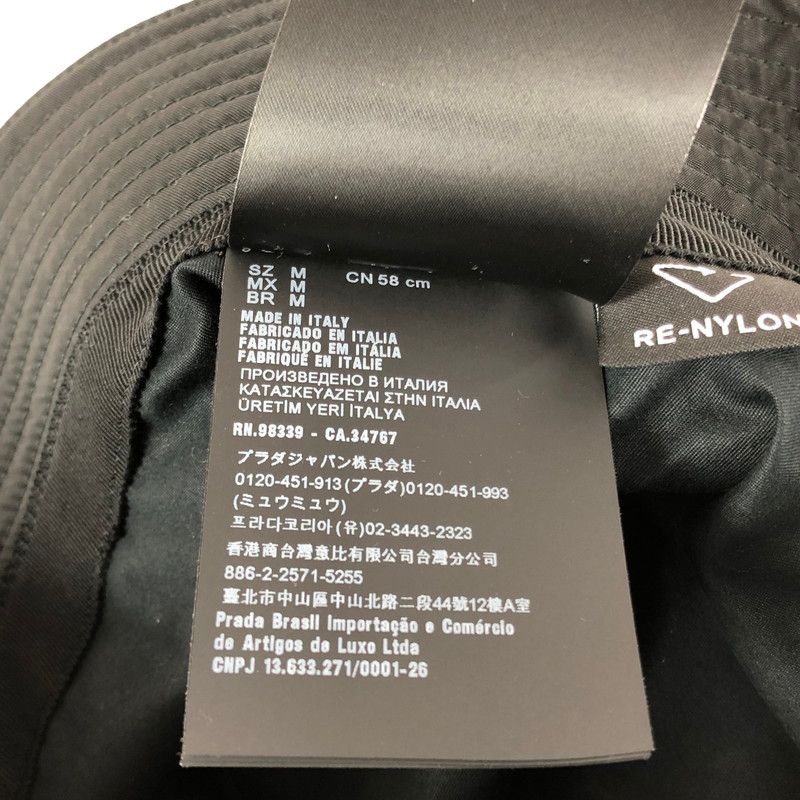 SZ M CN 58 cm
MX M
BR M
MADE IN ITALY
FABRICADO EN ITALIA
FABRICADO EM ITÁLIA
FABRIQUÉ EN ITALIE
ПРОИЗВЕДЕНО В ИТАЛИЯ
ΚΑΤΑΣΚΕΥΑΖΕΤΑΙ ΣΤΗΝ ΙΤΑΛΙΑ
ÜRETİM YERİ İTALYA
RN.98339 - CA.34767
プラダジャパン株式会社
0120-451-913(プラダ)0120-451-993
(ミュウミュウ)
프라다코리아(유)02-3443-2323
香港商台灣意比有限公司台灣分公司
886-2-2571-5255
臺北市中山區中山北路二段44號12樓A室
Prada Brasil Importação e Comércio
de Artigos de Luxo Ltda
CNPJ 13.633.271/0001-26
RE-NYLON